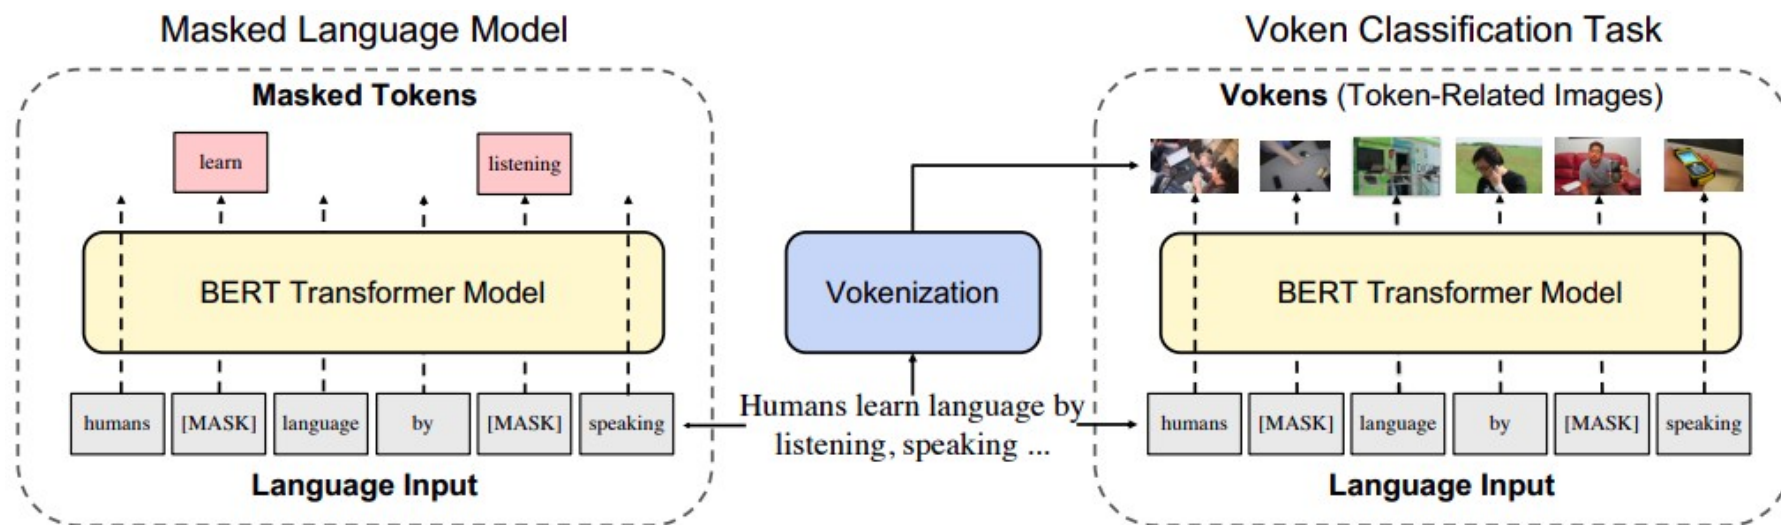 Masked Language Model
Masked Tokens
learn
listening
BERT Transformer Model
humans
[MASK]
language
by
[MASK]
speaking
Language Input
Vokenization
Humans learn language by
listening, speaking ...
Voken Classification Task
Vokens (Token-Related Images)
BERT Transformer Model
humans
[MASK]
language
by
[MASK]
speaking
Language Input